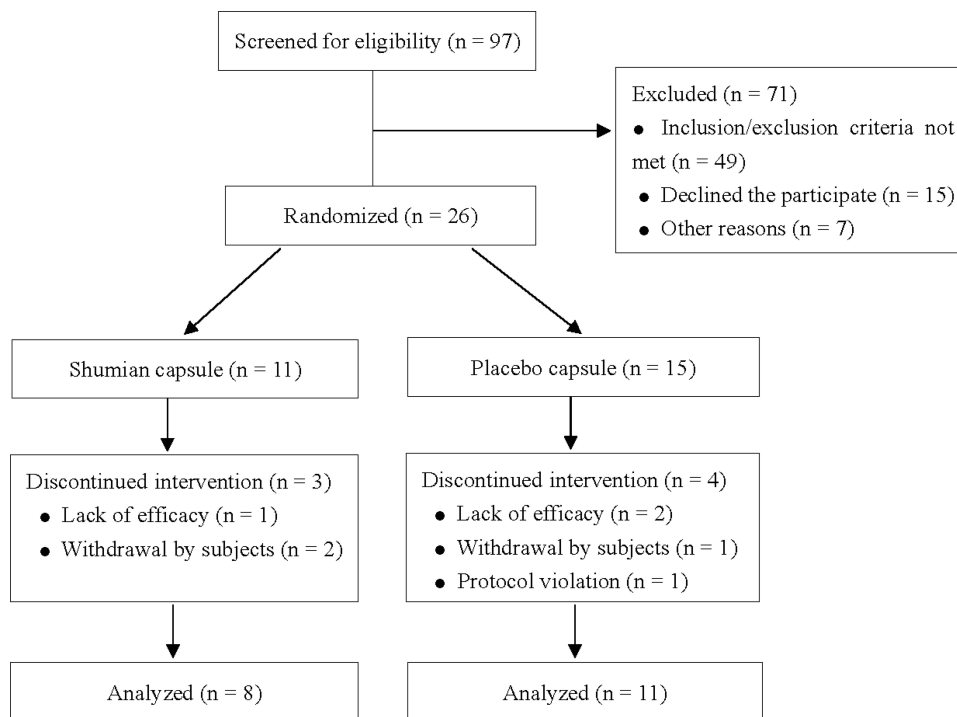 Screened for eligibility (n = 97)
Excluded (n = 71)
● Inclusion/exclusion criteria not
met (n = 49)
● Declined the participate (n = 15)
● Other reasons (n = 7)
Randomized (n = 26)
Shumian capsule (n = 11)
Placebo capsule (n = 15)
Discontinued intervention (n = 3)
● Lack of efficacy (n = 1)
● Withdrawal by subjects (n = 2)
Discontinued intervention (n = 4)
● Lack of efficacy (n = 2)
● Withdrawal by subjects (n = 1)
● Protocol violation (n = 1)
Analyzed (n = 8)
Analyzed (n = 11)